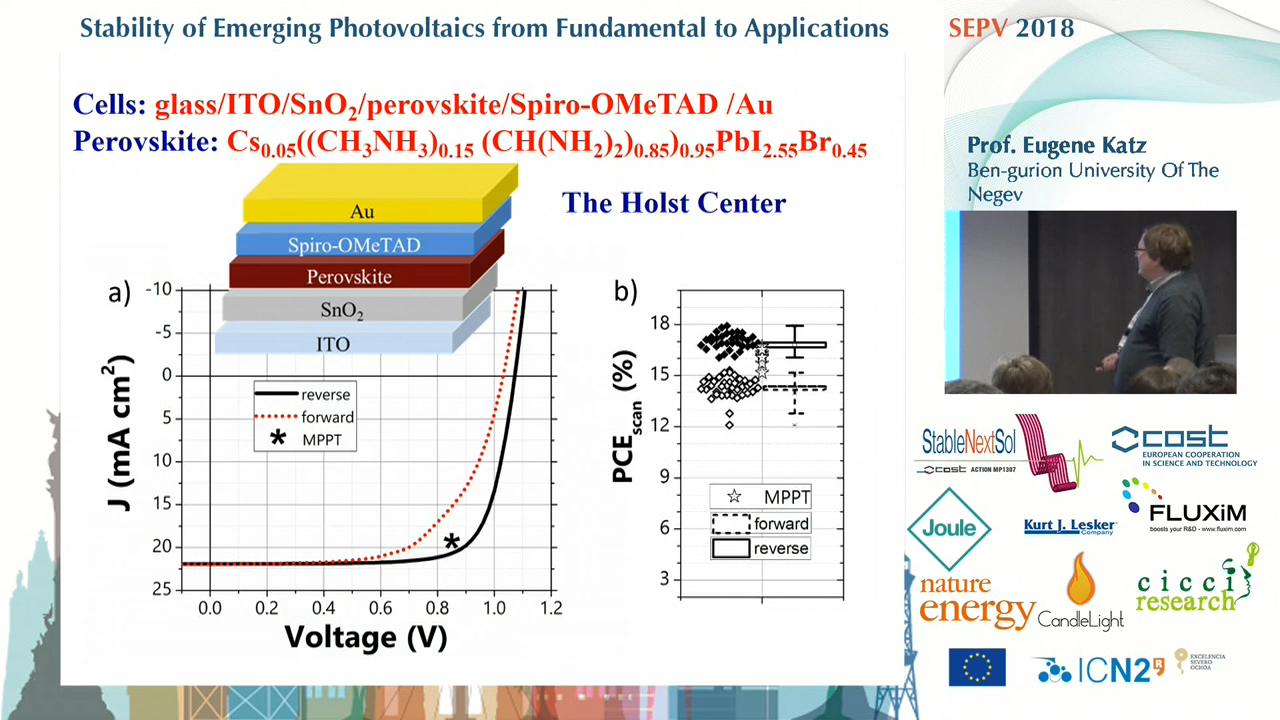 Stability of Emerging Photovoltaics from Fundamental to Applications
SEPV 2018
Cells: glass/ITO/SnO₂/perovskite/Spiro-OMeTAD /Au
Perovskite: Cs₀.₀₅((CH₃NH₃)₀.₁₅ (CH(NH₂)₂)₀.₈₅)₀.₉₅PbI₂.₅₅Br₀.₄₅
The Holst Center
Au
Spiro-OMeTAD
Perovskite
SnO₂
ITO
a)
-10
-5
0
5
10
15
20
25
J (mA cm²)
reverse
forward
* MPPT
0.0 0.2 0.4 0.6 0.8 1.0 1.2
Voltage (V)
*
b)
18
15
12
9
6
3
PCEscan (%)
MPPT
forward
reverse
Prof. Eugene Katz
Ben-gurion University Of The
Negev
StableNextSol
cost ACTION MP1307
cost
EUROPEAN COOPERATION
IN SCIENCE AND TECHNOLOGY
Joule
Kurt J. Lesker
Company
FLUXiM
boosts your R&D - www.fluxim.com
nature
energy
CandleLight
cicci
research
ICN2
EXCELENCIA
SEVERO
OCHOA